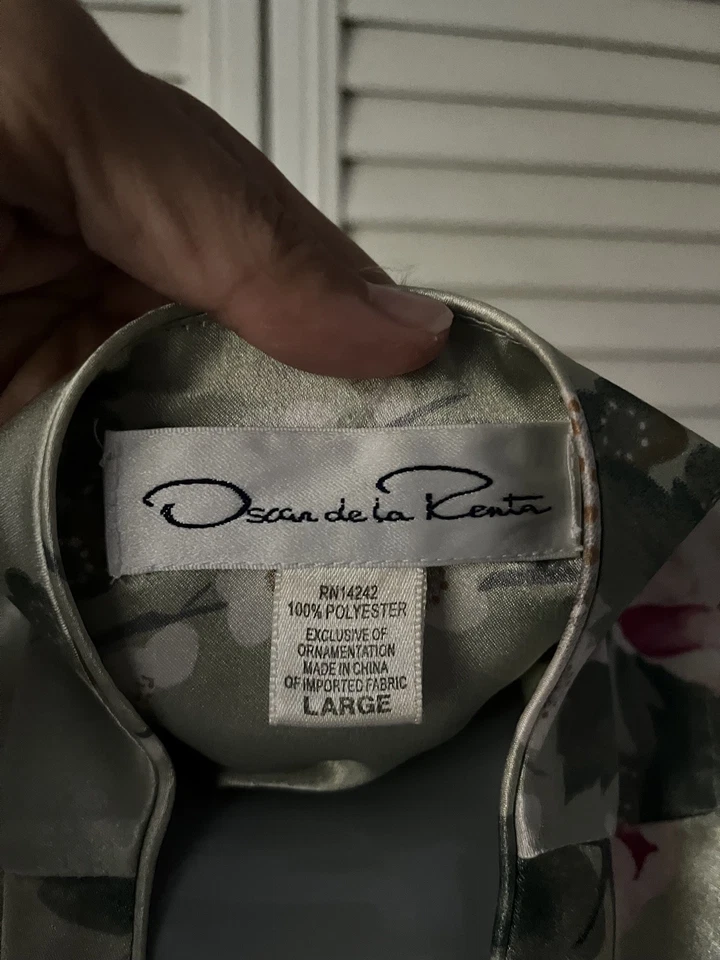 Oscar de la Renta
RN14242
100% POLYESTER
EXCLUSIVE OF
ORNAMENTATION
MADE IN CHINA
OF IMPORTED FABRIC
LARGE